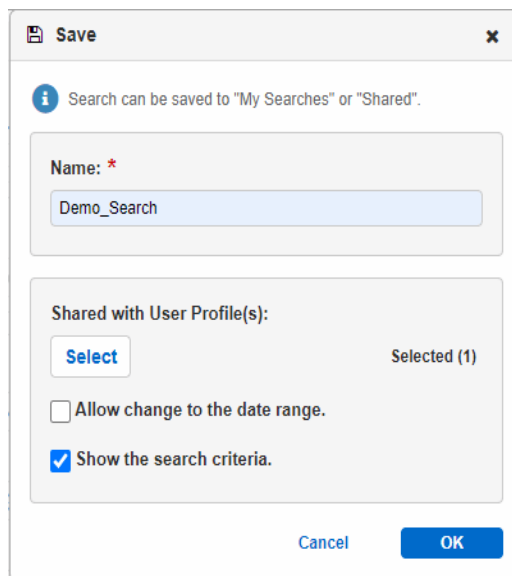 Save
Search can be saved to "My Searches" or "Shared".
Name: *
Demo_Search
Shared with User Profile(s):
Select Selected (1)
Allow change to the date range.
Show the search criteria.
Cancel OK